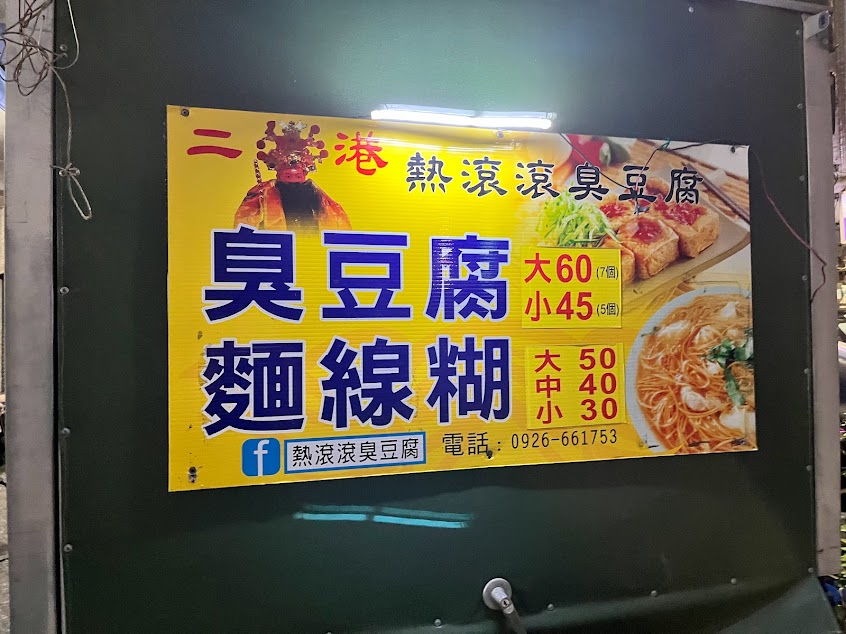 二港 熱滾滾臭豆腐
臭豆腐
大60(7個)
小45(5個)
麵線糊
大 50
中 40
小 30
f 熱滾滾臭豆腐 電話:0926-661753